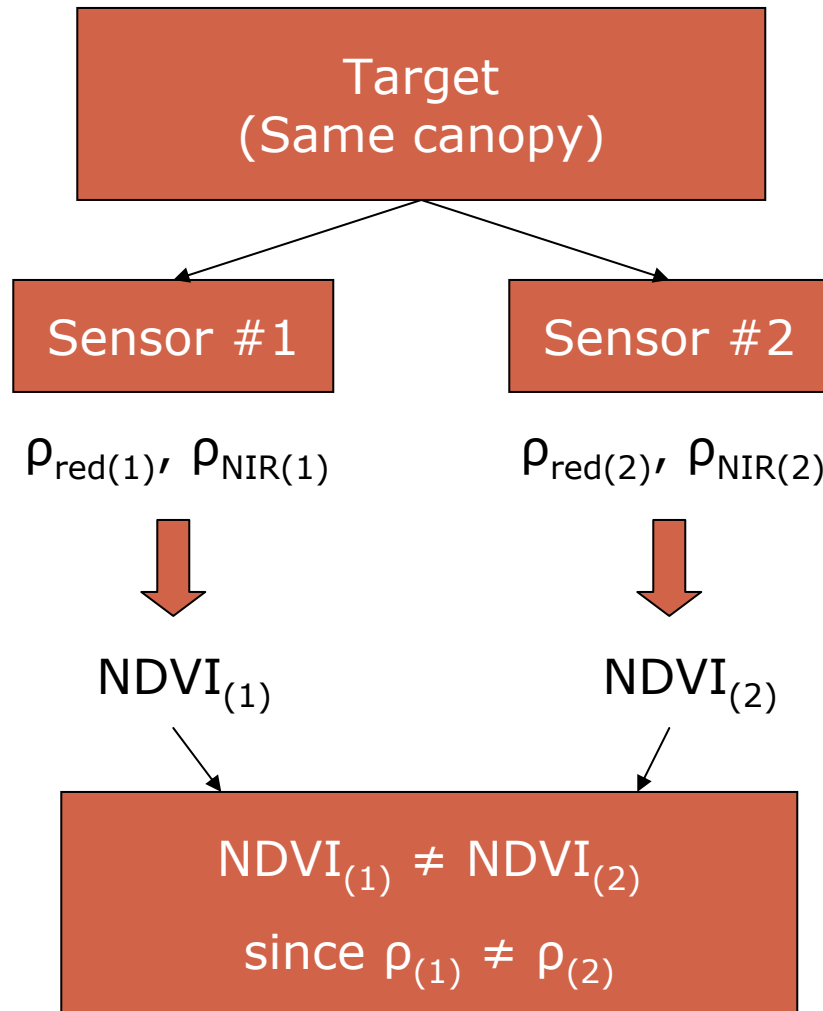 Target
(Same canopy)
Sensor #1
Sensor #2
ρred(1), ρNIR(1)
ρred(2), ρNIR(2)
NDVI(1)
NDVI(2)
NDVI(1) ≠ NDVI(2)
since ρ(1) ≠ ρ(2)